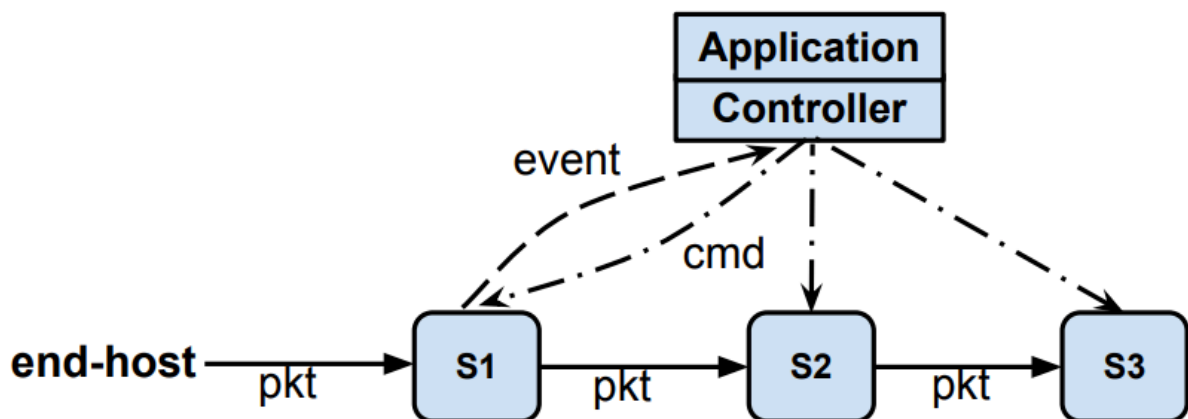 Application
Controller
event
cmd
end-host
pkt
S1
pkt
S2
pkt
S3